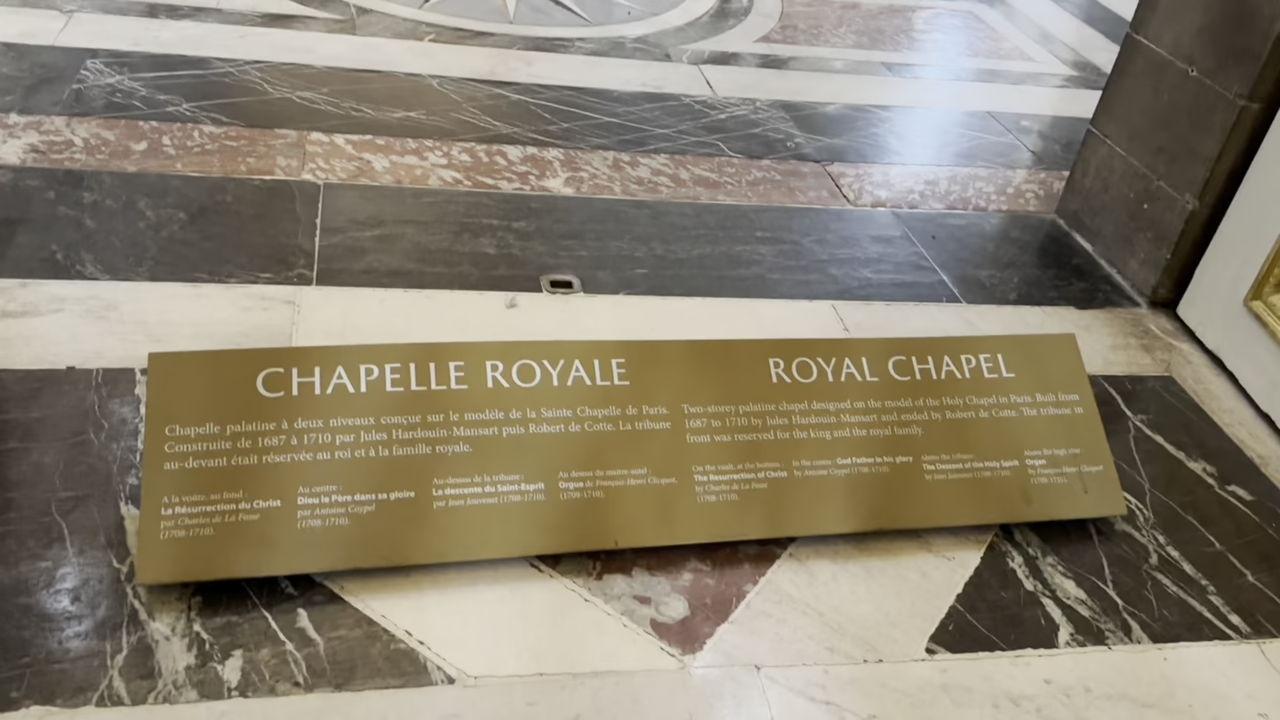 CHAPELLE ROYALE
Chapelle palatine à deux niveaux conçue sur le modèle de la Sainte Chapelle de Paris.
Construite de 1687 à 1710 par Jules Hardouin-Mansart puis Robert de Cotte. La tribune
au-devant était réservée au roi et à la famille royale.
A la voûte, au fond :
La Résurrection du Christ
par Charles de La Fosse
(1708-1710).
Au centre :
Dieu le Père dans sa gloire
par Antoine Coypel
(1708-1710).
Au-dessus de la tribune :
La descente du Saint-Esprit
par Jean Jouvenet (1708-1710).
Au dessus du maître-autel :
Orgue de François-Henri Clicquot,
(1709-1710).
ROYAL CHAPEL
Two-storey palatine chapel designed on the model of the Holy Chapel in Paris. Built from
1687 to 1710 by Jules Hardouin-Mansart and ended by Robert de Cotte. The tribune in
front was reserved for the king and the royal family.
On the vault, at the bottom :
The Resurrection of Christ
by Charles de La Fosse
(1708-1710).
In the centre : God Father in his glory
by Antoine Coypel (1708-1710).
Above the tribune:
The Descent of the Holy Spirit
by Jean Jouvenet (1708-1710).
Above the high altar :
Organ
by François-Henri Clicquot